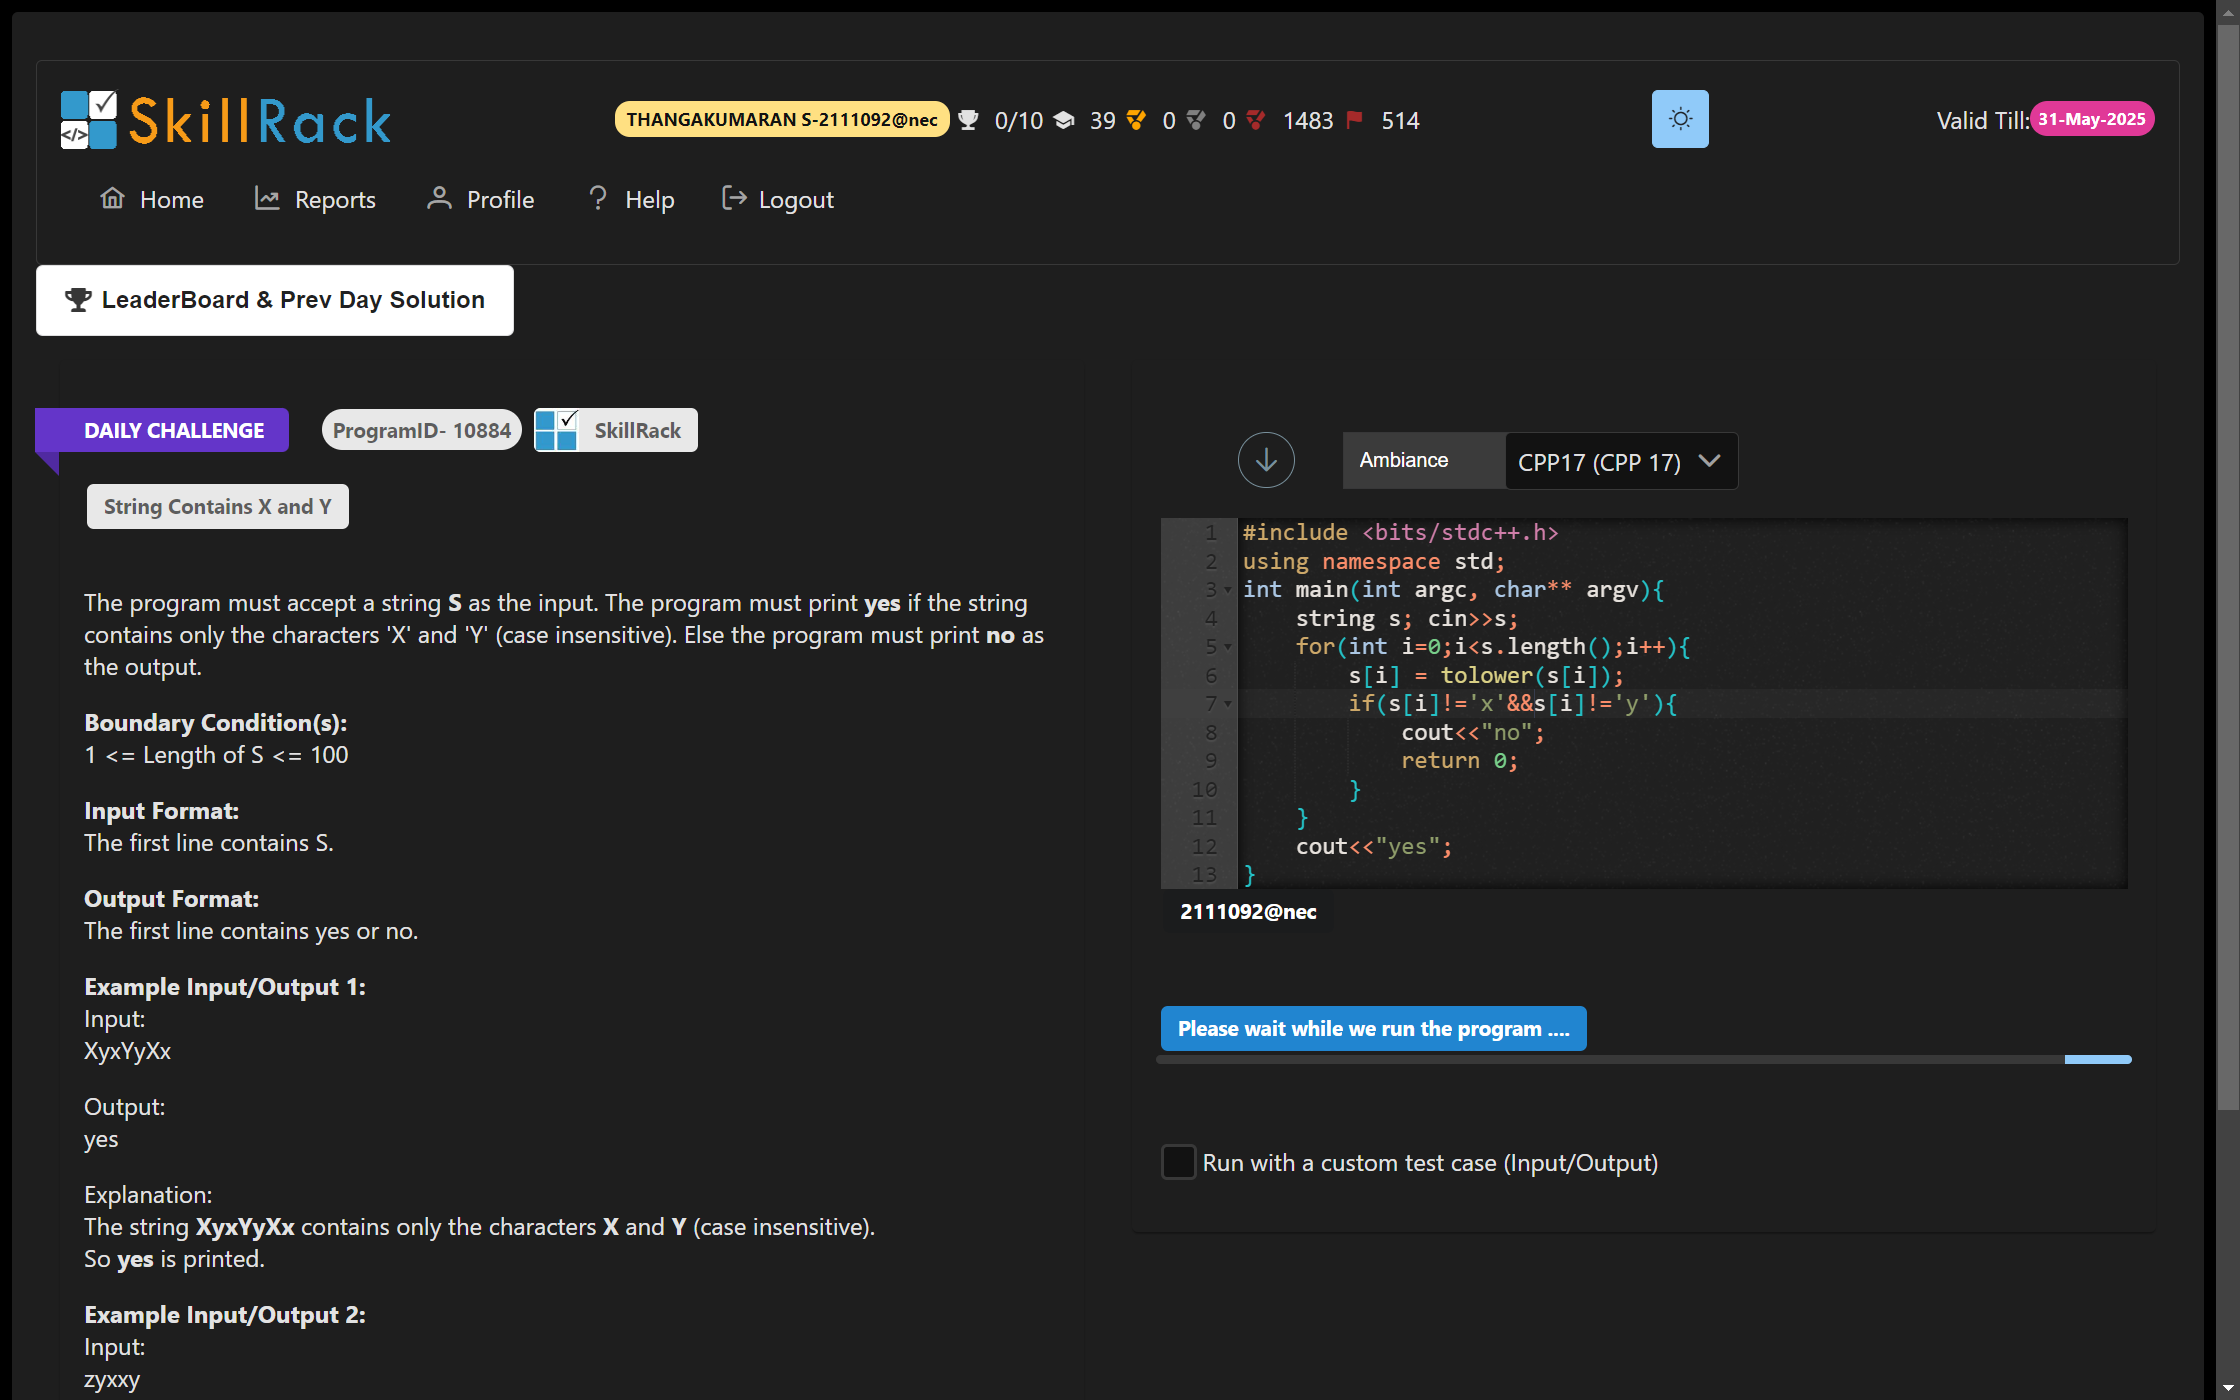 SkillRack
THANGAKUMARAN S-2111092@nec 0/10 39 0 0 1483 514
Valid Till: 31-May-2025
Home Reports Profile Help Logout
LeaderBoard & Prev Day Solution
DAILY CHALLENGE ProgramID- 10884 SkillRack
String Contains X and Y
The program must accept a string S as the input. The program must print yes if the string
contains only the characters 'X' and 'Y' (case insensitive). Else the program must print no as
the output.
Boundary Condition(s):
1 <= Length of S <= 100
Input Format:
The first line contains S.
Output Format:
The first line contains yes or no.
Example Input/Output 1:
Input:
XyxYyXx
Output:
yes
Explanation:
The string XyxYyXx contains only the characters X and Y (case insensitive).
So yes is printed.
Example Input/Output 2:
Input:
zyxxy
Ambiance CPP17 (CPP 17)
1 #include <bits/stdc++.h>
2 using namespace std;
3 int main(int argc, char** argv){
4     string s; cin>>s;
5     for(int i=0;i<s.length();i++){
6         s[i] = tolower(s[i]);
7         if(s[i]!='x'&&s[i]!='y'){
8             cout<<"no";
9             return 0;
10         }
11     }
12     cout<<"yes";
13 }
2111092@nec
Please wait while we run the program ....
Run with a custom test case (Input/Output)